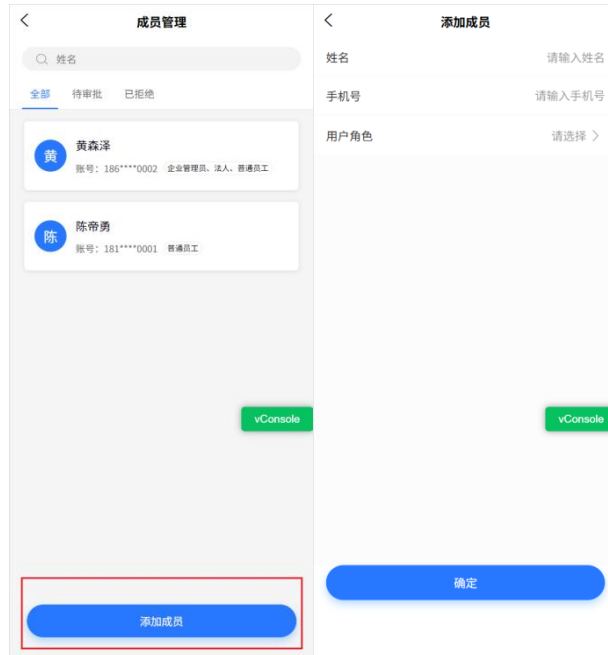 成员管理
姓名
全部 待审批 已拒绝
黄
黄森泽
账号：186****0002 企业管理员、法人、普通员工
陈
陈帝勇
账号：181****0001 普通员工
vConsole
添加成员
添加成员
姓名 请输入姓名
手机号 请输入手机号
用户角色 请选择
vConsole
确定